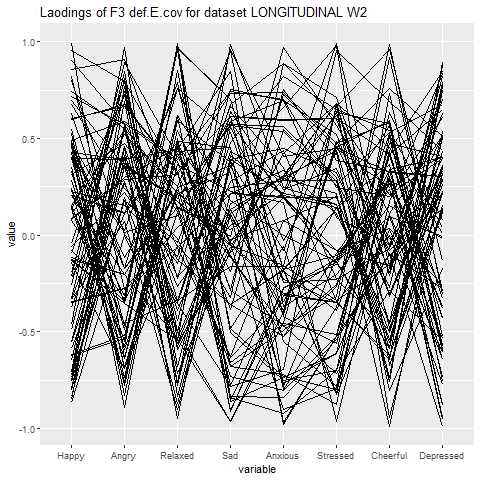 Laodings of F3 def.E.cov for dataset LONGITUDINAL W2
1.0
0.5
0.0
-0.5
-1.0
value
Happy Angry Relaxed Sad Anxious Stressed Cheerful Depressed
variable